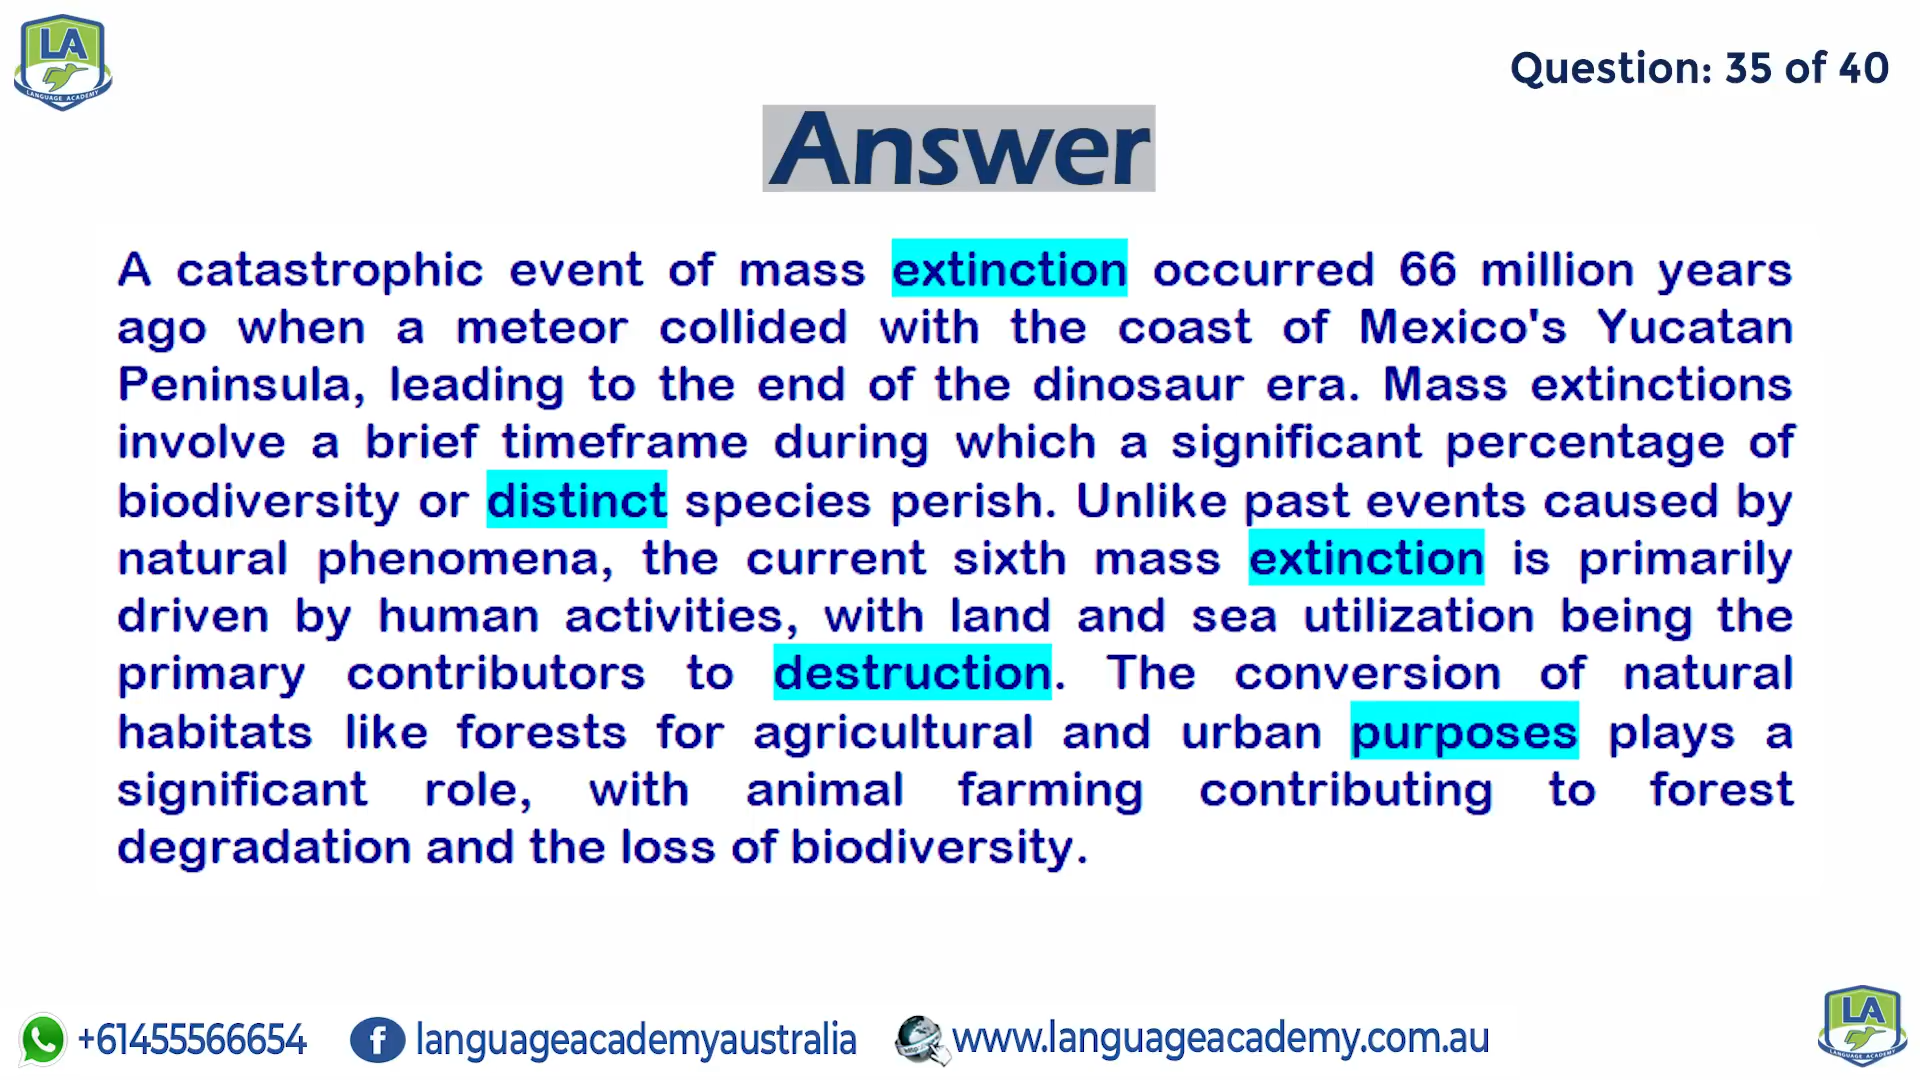 LA
LANGUAGE ACADEMY
Question: 35 of 40
Answer
A catastrophic event of mass extinction occurred 66 million years
ago when a meteor collided with the coast of Mexico's Yucatan
Peninsula, leading to the end of the dinosaur era. Mass extinctions
involve a brief timeframe during which a significant percentage of
biodiversity or distinct species perish. Unlike past events caused by
natural phenomena, the current sixth mass extinction is primarily
driven by human activities, with land and sea utilization being the
primary contributors to destruction. The conversion of natural
habitats like forests for agricultural and urban purposes plays a
significant role, with animal farming contributing to forest
degradation and the loss of biodiversity.
+61455566654
f languageacademyaustralia
www.languageacademy.com.au
LA
LANGUAGE ACADEMY